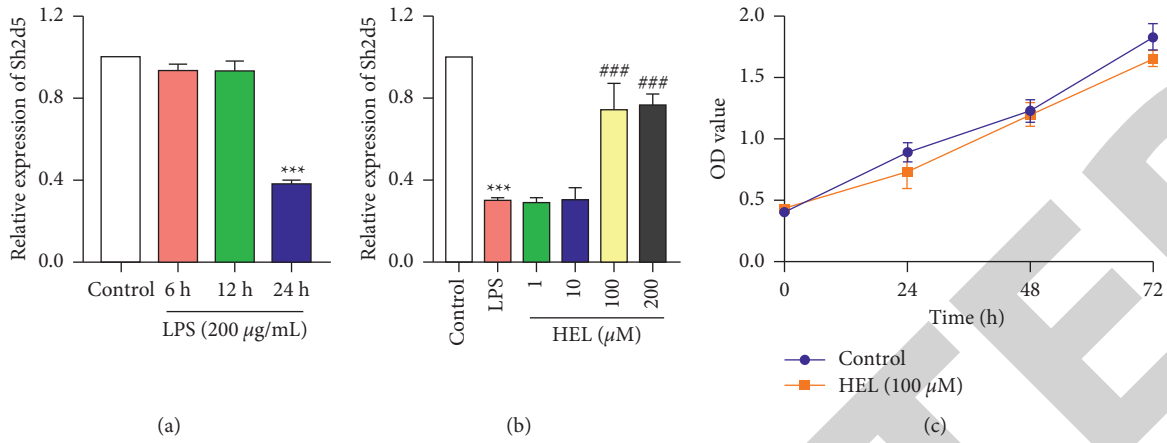 1.2
0.8
0.4
0.0
Relative expression of Sh2d5
***
Control 6 h 12 h 24 h
LPS (200 µg/mL)
(a)
1.2
0.8
0.4
0.0
Relative expression of Sh2d5
***
###
###
Control
LPS
1
10
100
200
HEL (µM)
(b)
2.0
1.5
1.0
0.5
0.0
OD value
0 24 48 72
Time (h)
Control
HEL (100 µM)
(c)